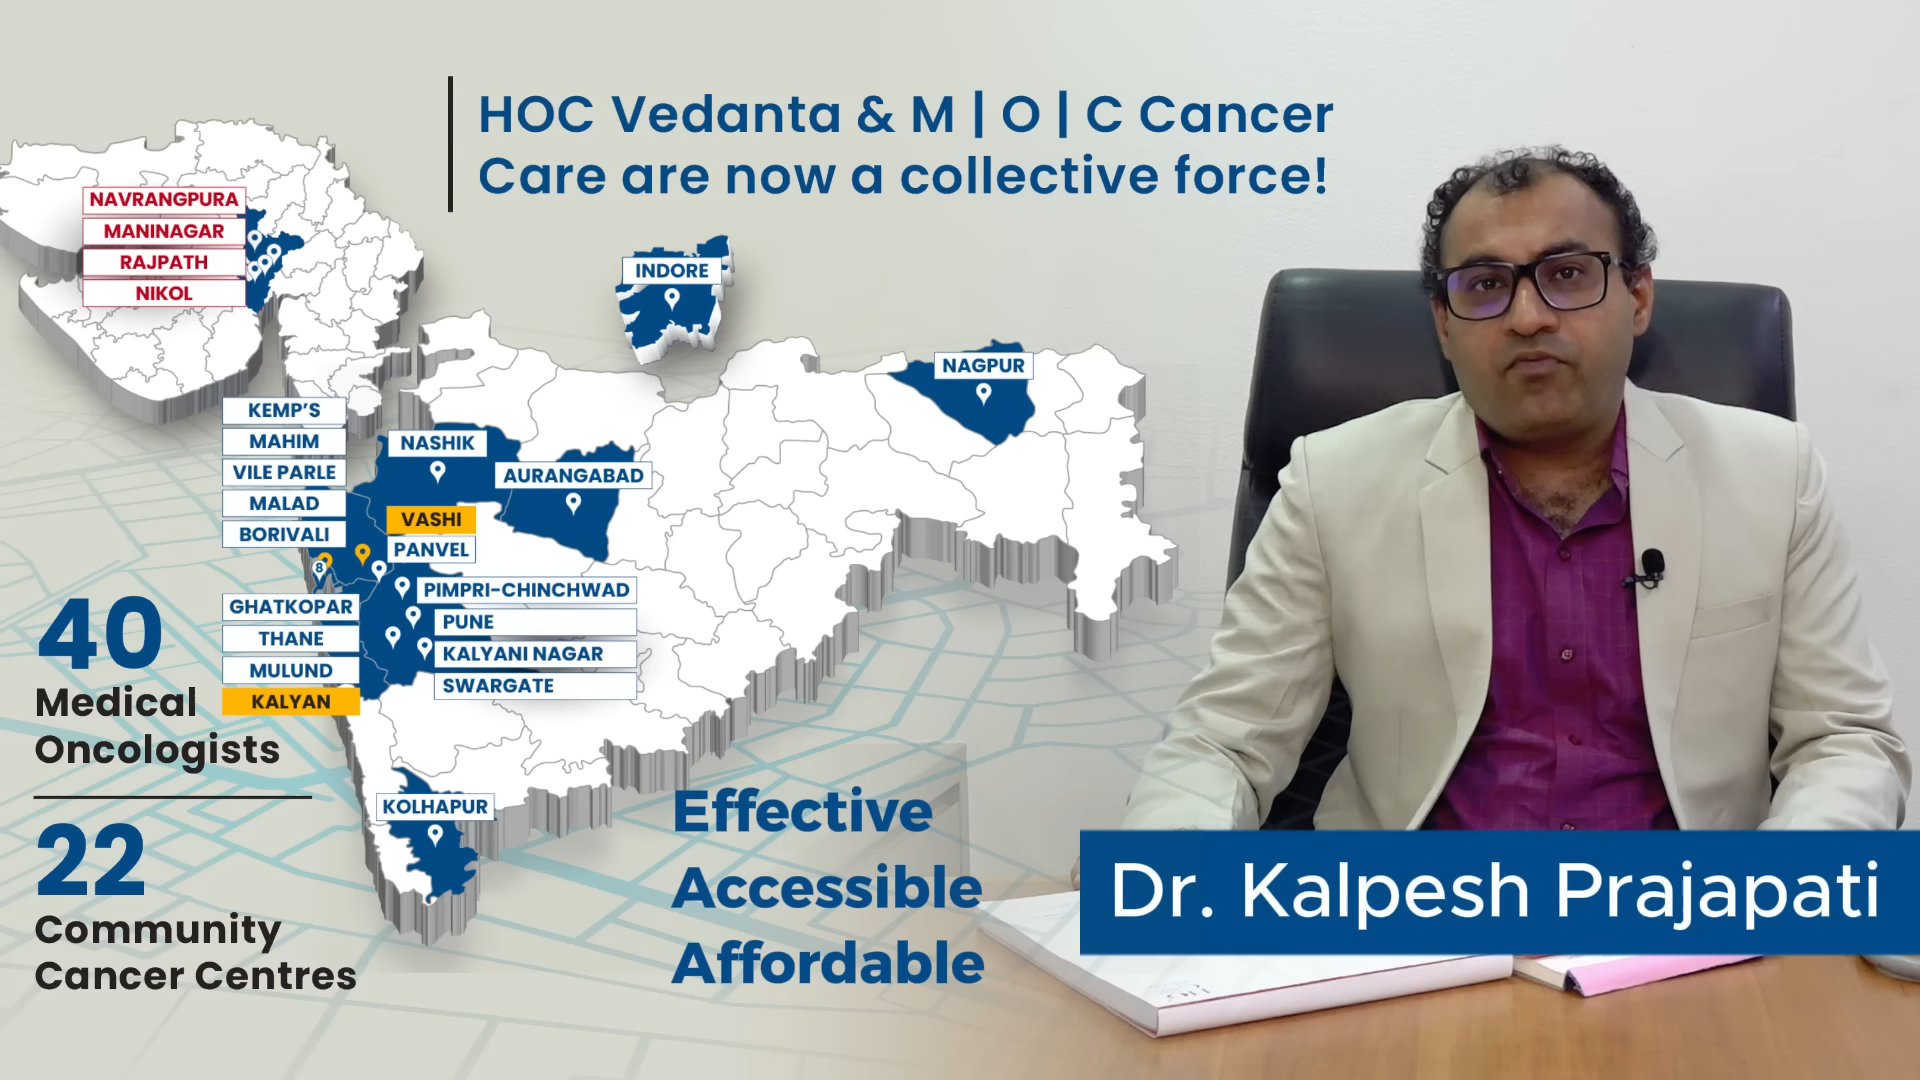 HOC Vedanta & M | O | C Cancer
Care are now a collective force!
NAVRANGPURA
MANINAGAR
RAJPATH
NIKOL
INDORE
NAGPUR
KEMP'S
MAHIM
VILE PARLE
MALAD
BORIVALI
NASHIK
AURANGABAD
VASHI
PANVEL
8
PIMPRI-CHINCHWAD
PUNE
KALYANI NAGAR
SWARGATE
GHATKOPAR
THANE
MULUND
KALYAN
40
Medical
Oncologists
22
Community
Cancer Centres
KOLHAPUR
Effective
Accessible
Affordable
Dr. Kalpesh Prajapati